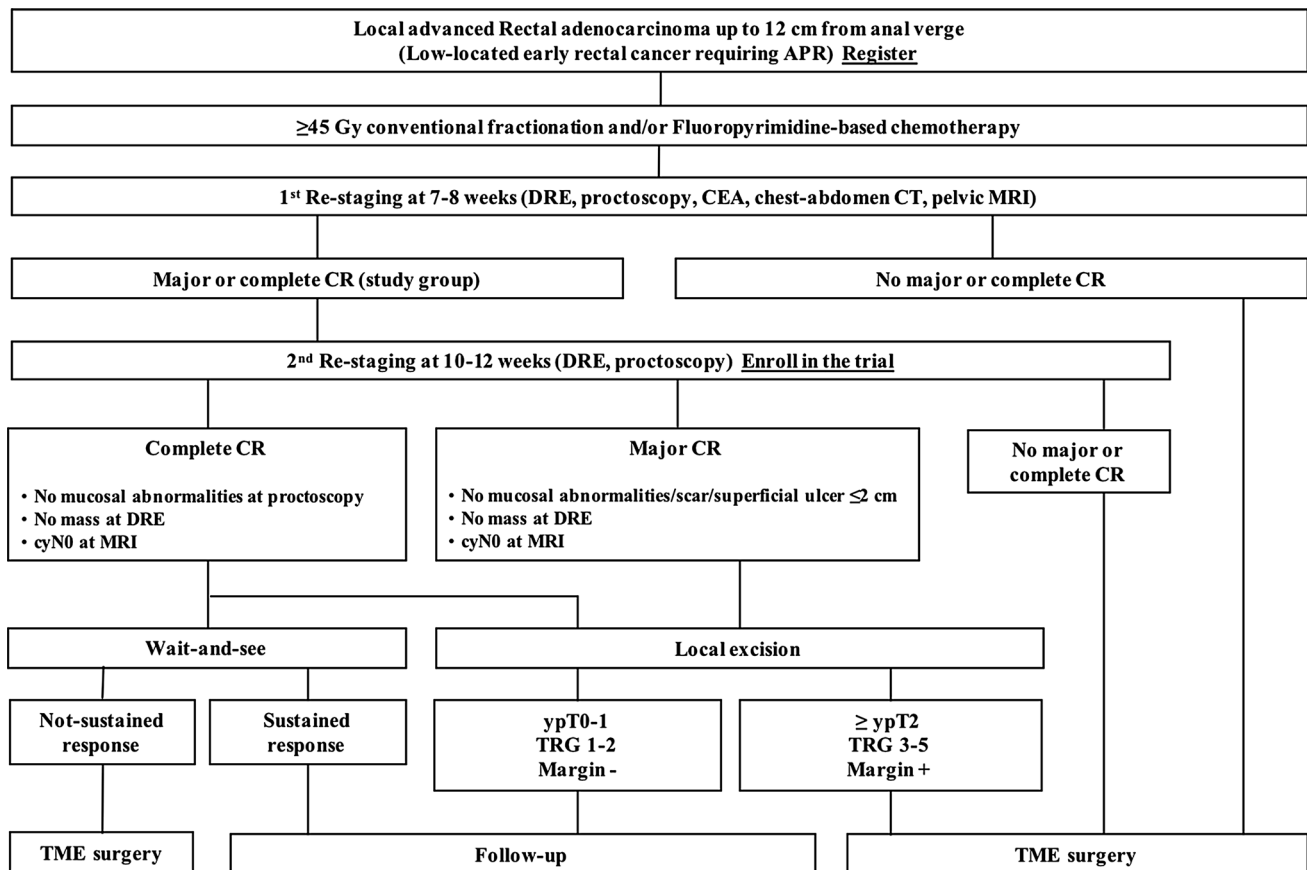 Local advanced Rectal adenocarcinoma up to 12 cm from anal verge
(Low-located early rectal cancer requiring APR) Register
≥45 Gy conventional fractionation and/or Fluoropyrimidine-based chemotherapy
1st Re-staging at 7-8 weeks (DRE, proctoscopy, CEA, chest-abdomen CT, pelvic MRI)
Major or complete CR (study group)
No major or complete CR
2nd Re-staging at 10-12 weeks (DRE, proctoscopy) Enroll in the trial
Complete CR
• No mucosal abnormalities at proctoscopy
• No mass at DRE
• cyN0 at MRI
Major CR
• No mucosal abnormalities/scar/superficial ulcer ≤2 cm
• No mass at DRE
• cyN0 at MRI
No major or
complete CR
Wait-and-see
Local excision
Not-sustained
response
Sustained
response
ypT0-1
TRG 1-2
Margin -
≥ ypT2
TRG 3-5
Margin +
TME surgery
Follow-up
TME surgery